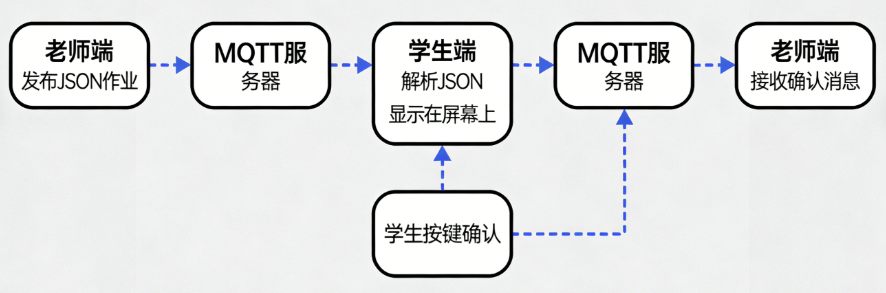 老师端
发布JSON作业
MQTT服
务器
学生端
解析JSON
显示在屏幕上
MQTT服
务器
老师端
接收确认消息
学生按键确认